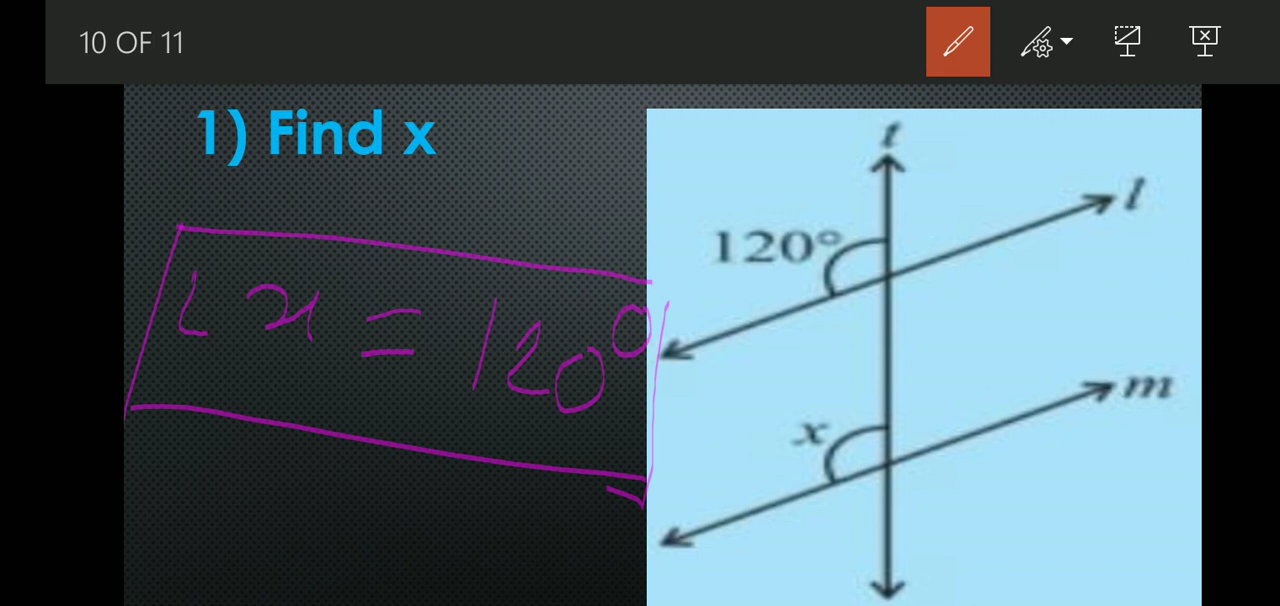 10 OF 11
1) Find x
∠x = 120°
t
l
120°
m
x